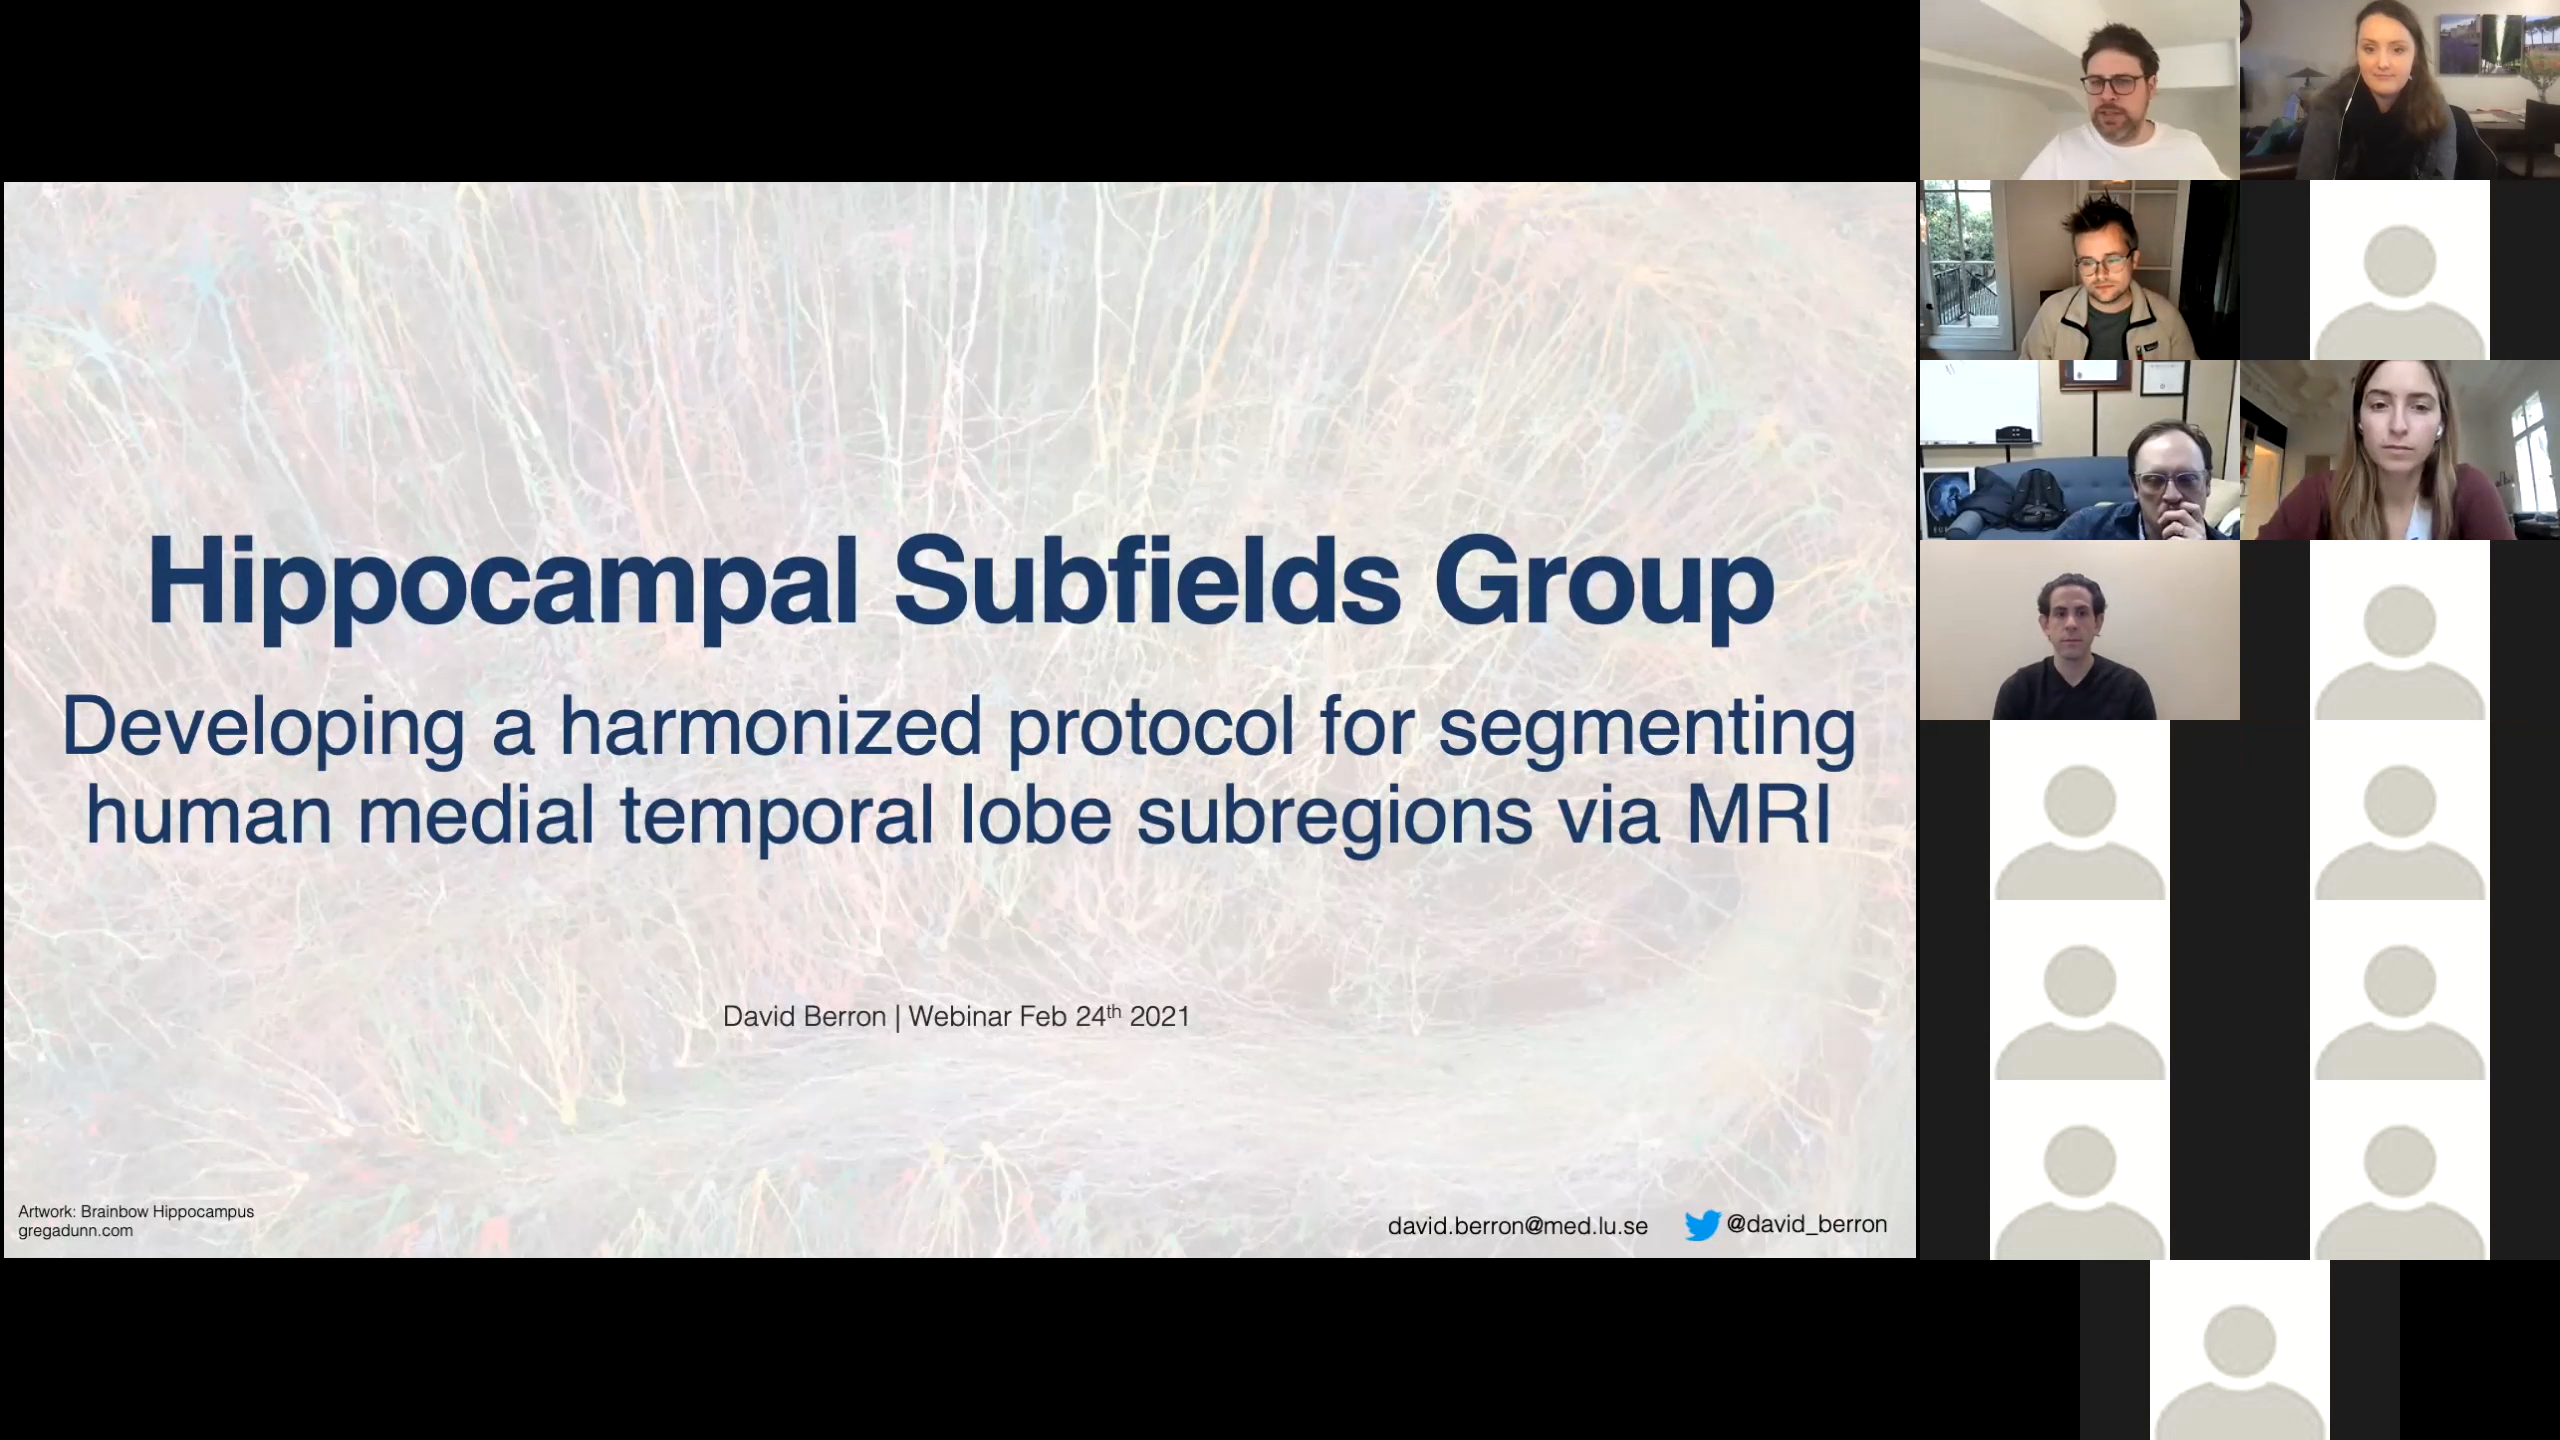 Hippocampal Subfields Group
Developing a harmonized protocol for segmenting
human medial temporal lobe subregions via MRI
David Berron | Webinar Feb 24th 2021
Artwork: Brainbow Hippocampus
gregadunn.com
david.berron@med.lu.se
@david_berron